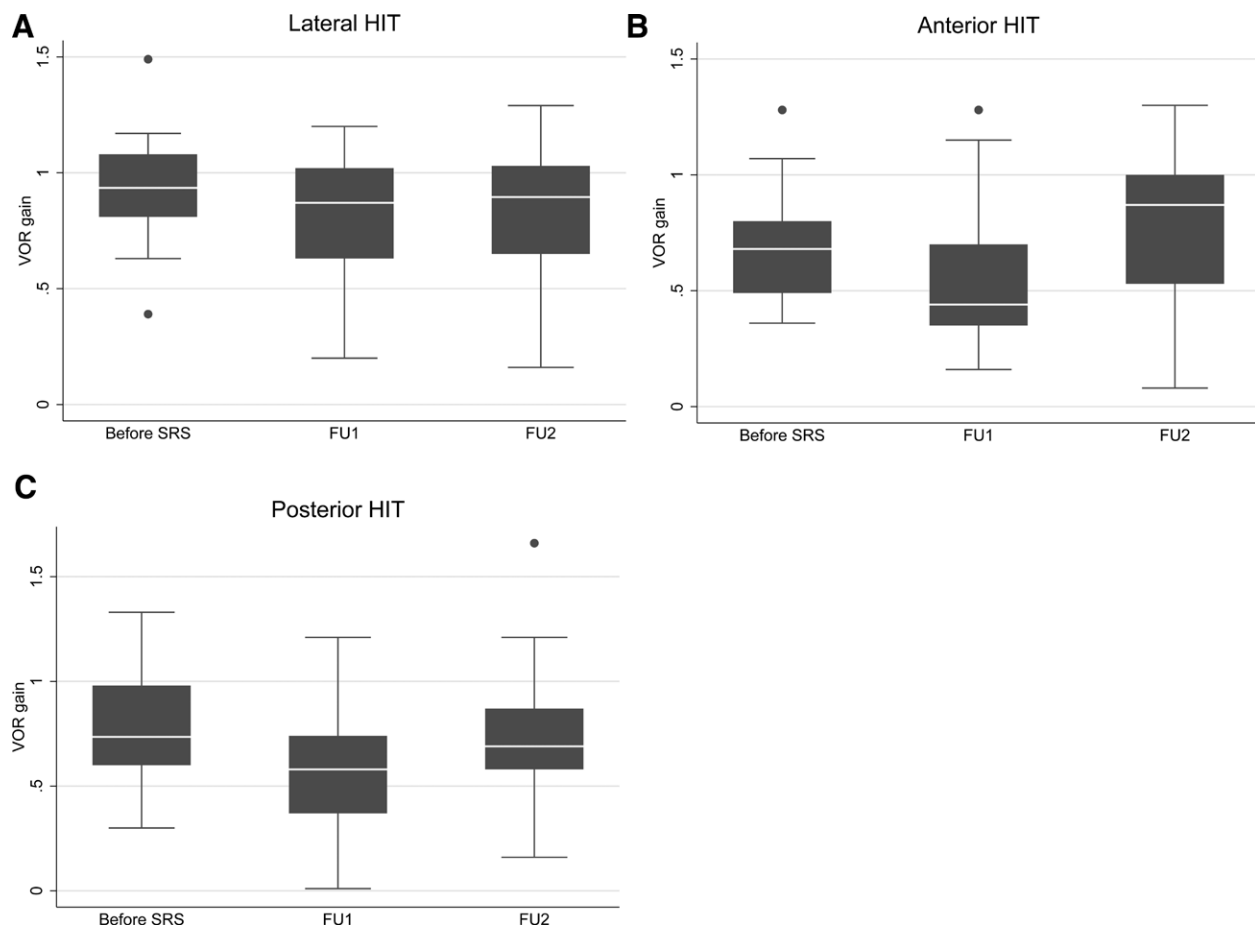 A
Lateral HIT
VOR gain
1.5
1
.5
0
Before SRS FU1 FU2
B
Anterior HIT
VOR gain
1.5
1
.5
0
Before SRS FU1 FU2
C
Posterior HIT
VOR gain
1.5
1
.5
0
Before SRS FU1 FU2